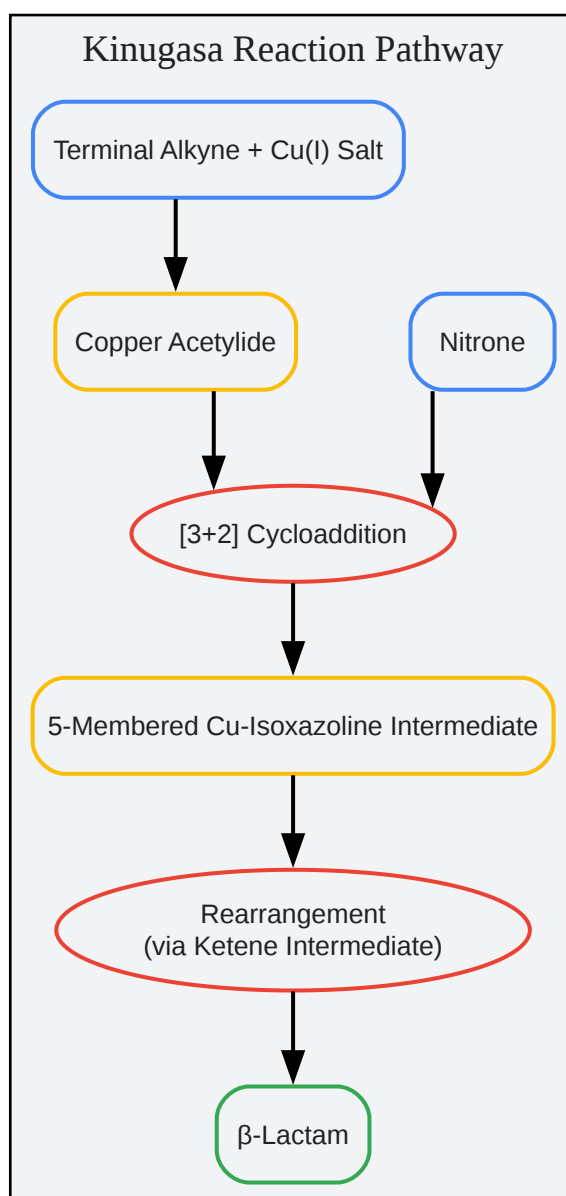 Kinugasa Reaction Pathway
Terminal Alkyne + Cu(I) Salt
Copper Acetylide
Nitrone
[3+2] Cycloaddition
5-Membered Cu-Isoxazoline Intermediate
Rearrangement
(via Ketene Intermediate)
β-Lactam